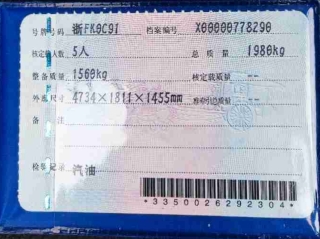 号牌号码 浙FK0C91 档案编号 X00000778290
核定载人数 5人 总质量 1980kg
整备质量 1560kg 核定载质量 --
外廓尺寸 4734×1811×1455mm 准牵引总质量 --
备注
检验记录 汽油
*3350026292304*